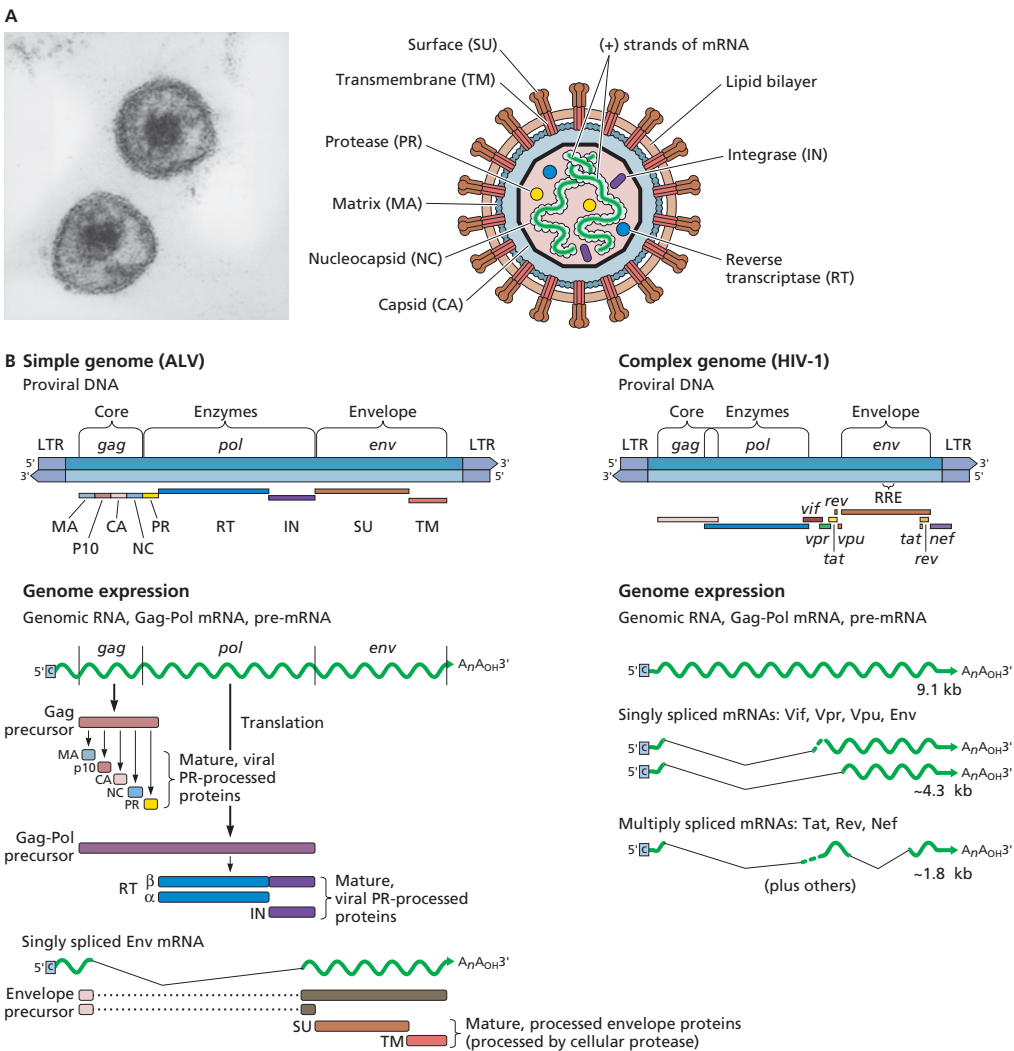 A
Surface (SU)
(+) strands of mRNA
Transmembrane (TM)
Lipid bilayer
Protease (PR)
Integrase (IN)
Matrix (MA)
Nucleocapsid (NC)
Reverse
transcriptase (RT)
Capsid (CA)
B Simple genome (ALV)
Proviral DNA
Core
Enzymes
Envelope
LTR
gag
pol
env
LTR
5'
3'
3'
5'
MA
P10
CA
NC
PR
RT
IN
SU
TM
Genome expression
Genomic RNA, Gag-Pol mRNA, pre-mRNA
gag
pol
env
5' C
AnAOH3'
Gag
precursor
Translation
MA
p10
CA
NC
PR
Mature, viral
PR-processed
proteins
Gag-Pol
precursor
RT
β
α
IN
Mature,
viral PR-processed
proteins
Singly spliced Env mRNA
5' C
AnAOH3'
Envelope
precursor
SU
TM
Mature, processed envelope proteins
(processed by cellular protease)
Complex genome (HIV-1)
Proviral DNA
Core
Enzymes
Envelope
LTR
gag
pol
env
LTR
5'
3'
3'
5'
RRE
vif
rev
vpr
vpu
tat
tat
nef
rev
Genome expression
Genomic RNA, Gag-Pol mRNA, pre-mRNA
5' C
AnAOH3'
9.1 kb
Singly spliced mRNAs: Vif, Vpr, Vpu, Env
5' C
AnAOH3'
5' C
AnAOH3'
~4.3 kb
Multiply spliced mRNAs: Tat, Rev, Nef
5' C
AnAOH3'
(plus others)
~1.8 kb